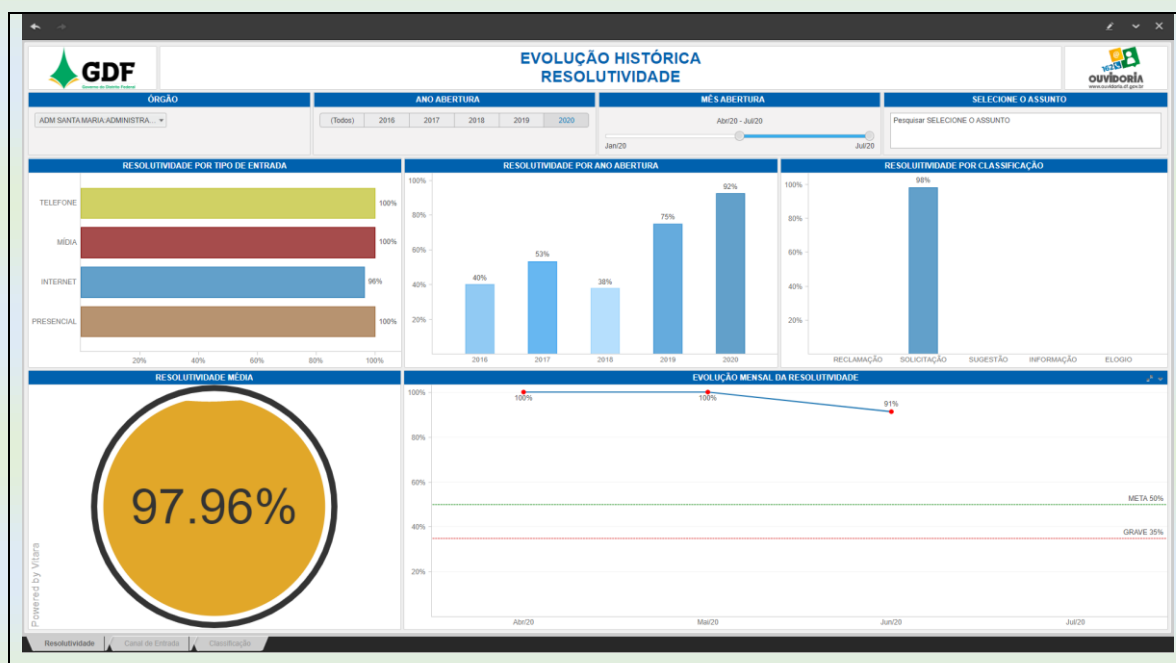 GDF
Governo do Distrito Federal
EVOLUÇÃO HISTÓRICA
RESOLUTIVIDADE
162
OUVIDORIA
www.ouvidoria.df.gov.br
ÓRGÃO
ANO ABERTURA
MÊS ABERTURA
SELECIONE O ASSUNTO
ADM SANTA MARIA:ADMINISTRA...
(Todos) 2016 2017 2018 2019 2020
Abr/20 - Jul/20
Jan/20 Jul/20
Pesquisar SELECIONE O ASSUNTO
RESOLUTIVIDADE POR TIPO DE ENTRADA
TELEFONE 100%
MÍDIA 100%
INTERNET 96%
PRESENCIAL 100%
20% 40% 60% 80% 100%
RESOLUTIVIDADE POR ANO ABERTURA
100%
80%
60%
40%
20%
40% 53% 38% 75% 92%
2016 2017 2018 2019 2020
RESOLUITIVIDADE POR CLASSIFICAÇÃO
100%
80%
60%
40%
20%
98%
RECLAMAÇÃO SOLICITAÇÃO SUGESTÃO INFORMAÇÃO ELOGIO
RESOLUTIVIDADE MÉDIA
97.96%
Powered by Vitara
EVOLUÇÃO MENSAL DA RESOLUTIVIDADE
100%
80%
60%
40%
20%
100% 100% 91%
META 50%
GRAVE 35%
Abr/20 Mai/20 Jun/20 Jul/20
Resolutividade Canal de Entrada Classificação